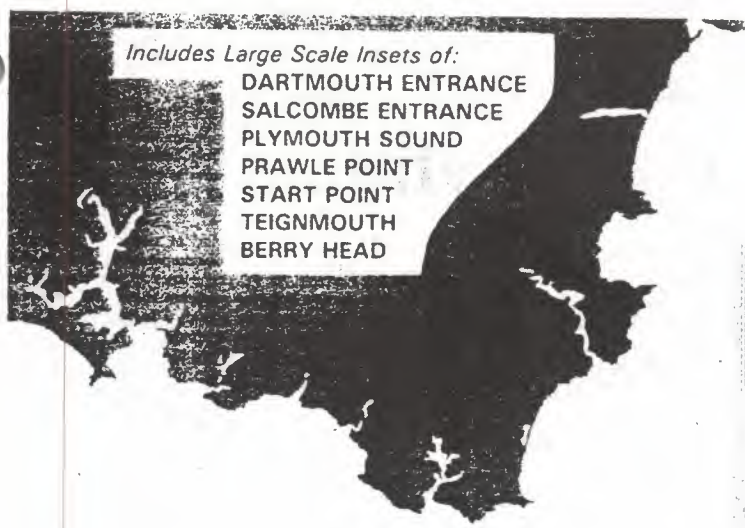 Includes Large Scale Insets of:
DARTMOUTH ENTRANCE
SALCOMBE ENTRANCE
PLYMOUTH SOUND
PRAWLE POINT
START POINT
TEIGNMOUTH
BERRY HEAD